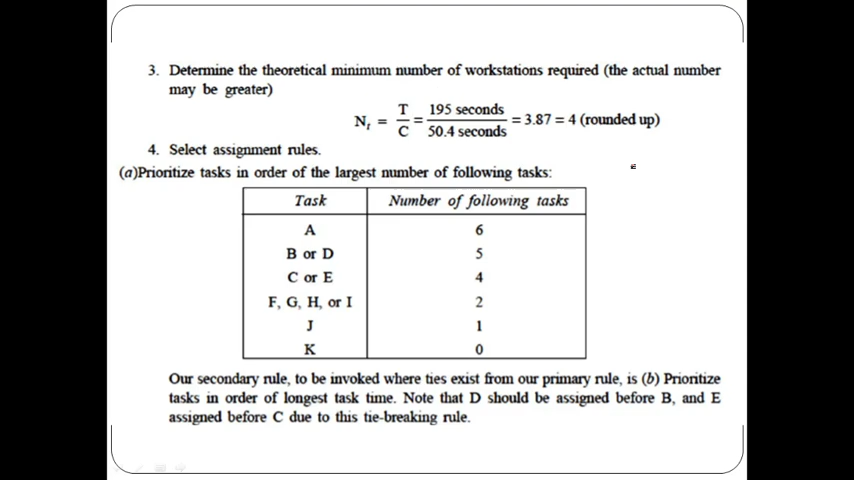 3. Determine the theoretical minimum number of workstations required (the actual number
may be greater)
Nt = T/C = 195 seconds/50.4 seconds = 3.87 = 4 (rounded up)
4. Select assignment rules.
(a)Prioritize tasks in order of the largest number of following tasks:
Task Number of following tasks
A 6
B or D 5
C or E 4
F, G, H, or I 2
J 1
K 0
Our secondary rule, to be invoked where ties exist from our primary rule, is (b) Prioritize
tasks in order of longest task time. Note that D should be assigned before B, and E
assigned before C due to this tie-breaking rule.